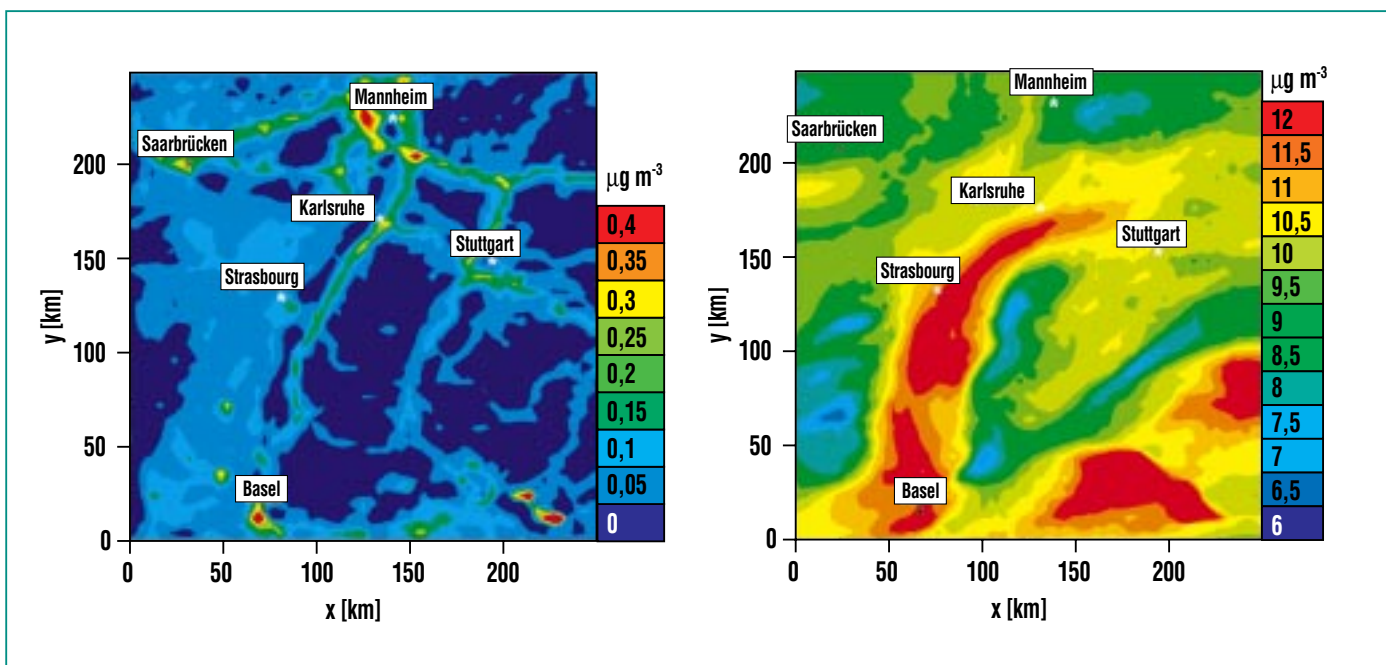 Mannheim
Saarbrücken
Karlsruhe
Stuttgart
Strasbourg
Basel
y [km]
200
150
100
50
0
0 50 100 150 200
x [km]
μg m-3
0,4
0,35
0,3
0,25
0,2
0,15
0,1
0,05
0
Mannheim
Saarbrücken
Karlsruhe
Stuttgart
Strasbourg
Basel
y [km]
200
150
100
50
0
0 50 100 150 200
x [km]
μg m-3
12
11,5
11
10,5
10
9,5
9
8,5
8
7,5
7
6,5
6